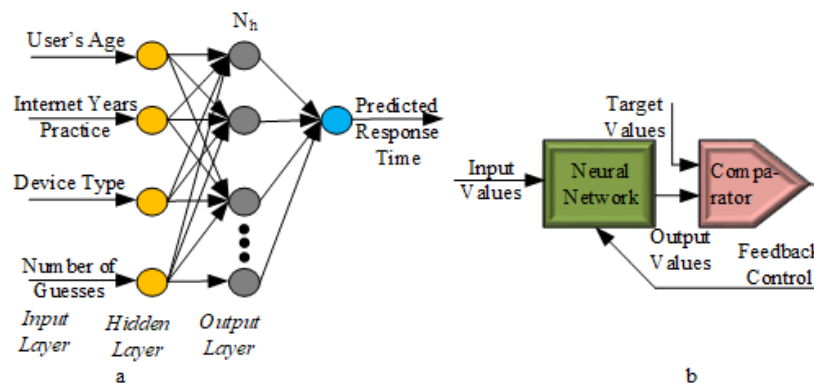 User's Age
Internet Years
Practice
Device Type
Number of
Guesses
Input
Layer
Hidden
Layer
Output
Layer
a
Nh
Predicted
Response
Time
Input
Values
Neural
Network
Target
Values
Compa-
rator
Output
Values
Feedback
Control
b